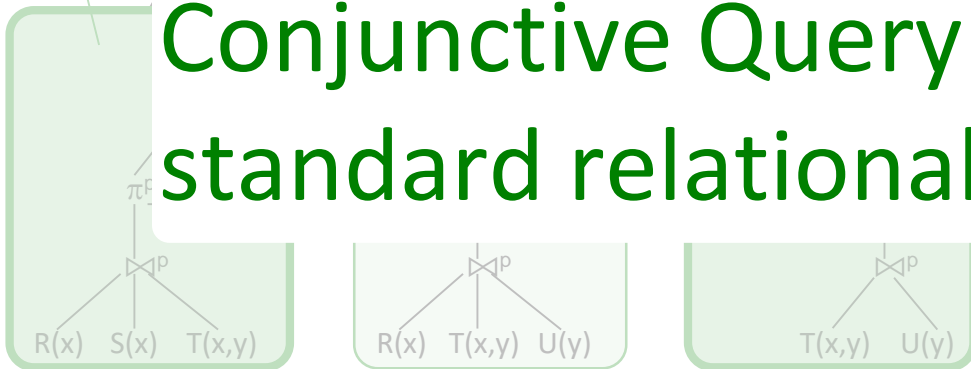 Conjunctive Query
standard relational
πᵖ
⋈ᵖ ⋈ᵖ ⋈ᵖ
R(x) S(x) T(x,y) R(x) T(x,y) U(y) T(x,y) U(y)